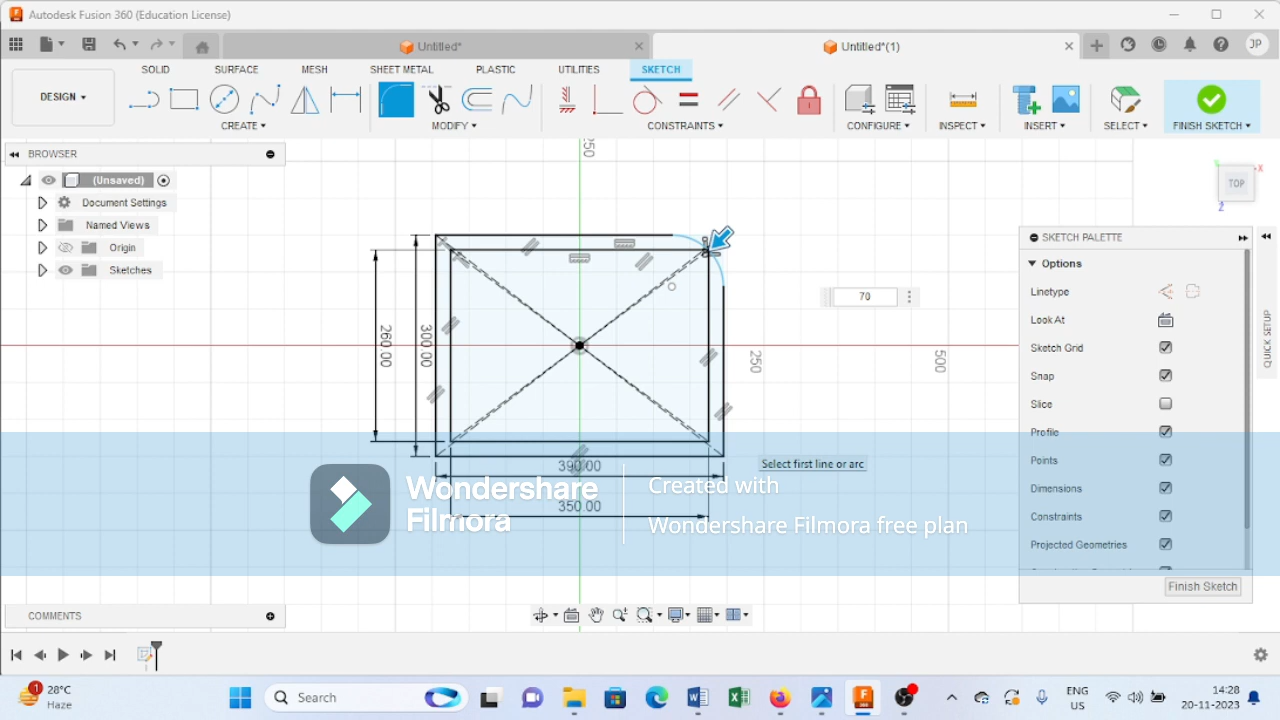 Autodesk Fusion 360 (Education License)
Untitled*
Untitled*(1)
JP
DESIGN
SOLID
SURFACE
MESH
SHEET METAL
PLASTIC
UTILITIES
SKETCH
CREATE
MODIFY
CONSTRAINTS
CONFIGURE
INSPECT
INSERT
SELECT
FINISH SKETCH
BROWSER
(Unsaved)
Document Settings
Named Views
Origin
Sketches
TOP
X
Z
250
500
260.00
300.00
390.00
350.00
70
Select first line or arc
SKETCH PALETTE
Options
Linetype
Look At
Sketch Grid
Snap
Slice
Profile
Points
Dimensions
Constraints
Projected Geometries
Finish Sketch
QUICK SETUP
Wondershare
Filmora
Created with
Wondershare Filmora free plan
COMMENTS
1
28°C
Haze
Search
ENG
US
14:28
20-11-2023